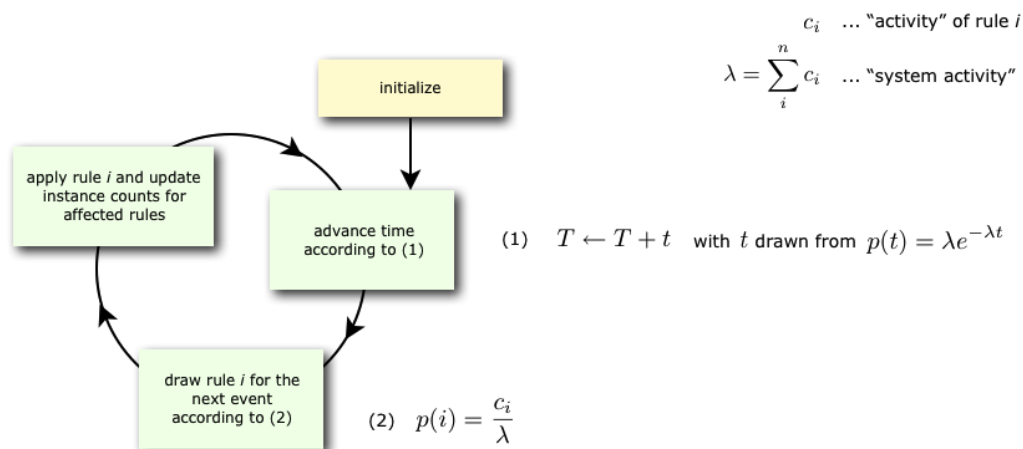 c_i ... “activity” of rule i
λ = ∑_i^n c_i ... “system activity”
initialize
apply rule i and update
instance counts for
affected rules
advance time
according to (1)
(1) T ← T + t with t drawn from p(t) = λe^{−λt}
draw rule i for the
next event
according to (2)
(2) p(i) = c_i/λ